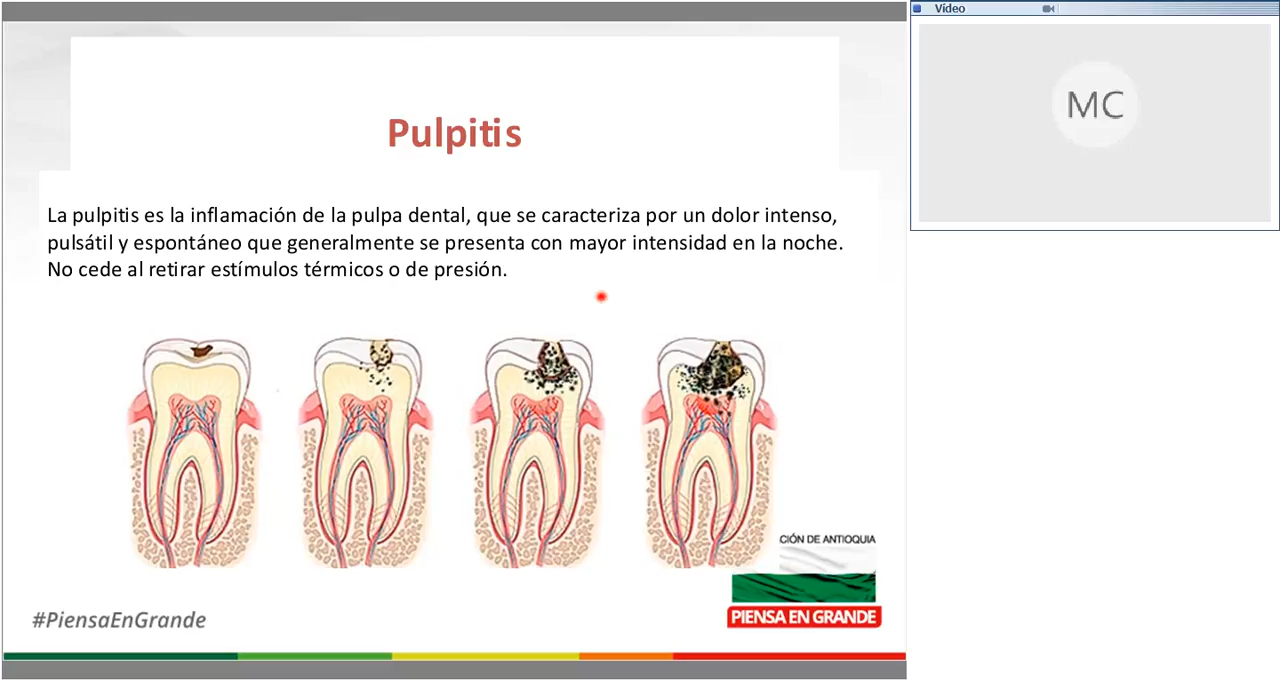 Vídeo
MC
Pulpitis
La pulpitis es la inflamación de la pulpa dental, que se caracteriza por un dolor intenso,
pulsátil y espontáneo que generalmente se presenta con mayor intensidad en la noche.
No cede al retirar estímulos térmicos o de presión.
CIÓN DE ANTIOQUIA
PIENSA EN GRANDE
#PiensaEnGrande